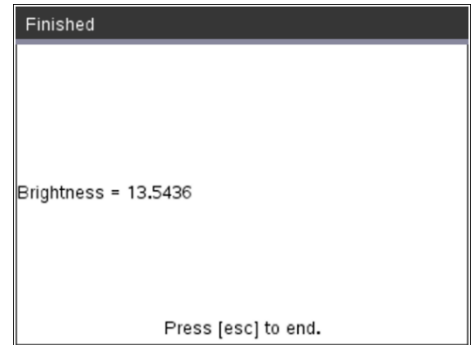 Finished
Brightness = 13.5436
Press [esc] to end.